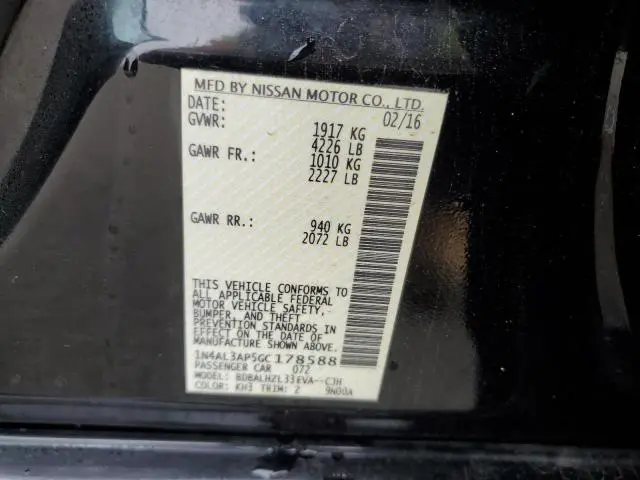 MFD BY NISSAN MOTOR CO., LTD.
DATE: 02/16
GVWR: 1917 KG
4226 LB
GAWR FR.: 1010 KG
2227 LB
GAWR RR.: 940 KG
2072 LB
THIS VEHICLE CONFORMS TO
ALL APPLICABLE FEDERAL
MOTOR VEHICLE SAFETY,
BUMPER, AND THEFT
PREVENTION STANDARDS IN
EFFECT ON THE DATE OF
MANUFACTURE SHOWN ABOVE.
1N4AL3AP5GC178588
PASSENGER CAR 072
MODEL: BDBALHZL33EVA--CJH
COLOR: KH3 TRIM: Z 9N00A